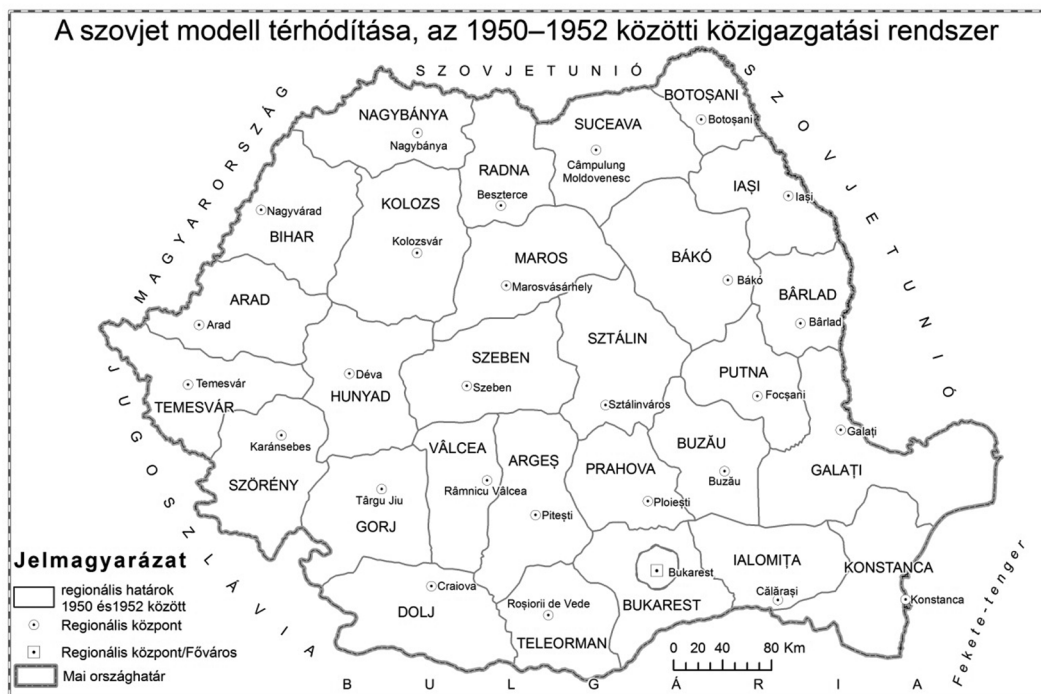 A szovjet modell térhódítása, az 1950–1952 közötti közigazgatási rendszer
SZOVJETUNIÓ
SZOVJETUNIÓ
MAGYARORSZÁG
JUGOSZLÁVIA
BULGÁRIA
Fekete-tenger
NAGYBÁNYA
Nagybánya
RADNA
Beszterce
SUCEAVA
Câmpulung
Moldovenesc
BOTOȘANI
Botoșani
IAȘI
Iași
Nagyvárad
BIHAR
KOLOZS
Kolozsvár
MAROS
Marosvásárhely
BÁKÓ
Bákó
BÂRLAD
Bârlad
ARAD
Arad
Temesvár
TEMESVÁR
Déva
HUNYAD
SZEBEN
Szeben
SZTÁLIN
Sztálinváros
PUTNA
Focșani
Galați
GALAȚI
Karánsebes
SZÖRÉNY
VÂLCEA
Râmnicu Vâlcea
ARGEȘ
Pitești
PRAHOVA
Ploiești
BUZĂU
Buzău
Târgu Jiu
GORJ
Craiova
DOLJ
Roșiorii de Vede
TELEORMAN
Bukarest
BUKAREST
IALOMIȚA
Călărași
KONSTANCA
Konstanca
Jelmagyarázat
regionális határok
1950 és1952 között
Regionális központ
Regionális központ/Főváros
Mai országhatár
0 40 80 Km